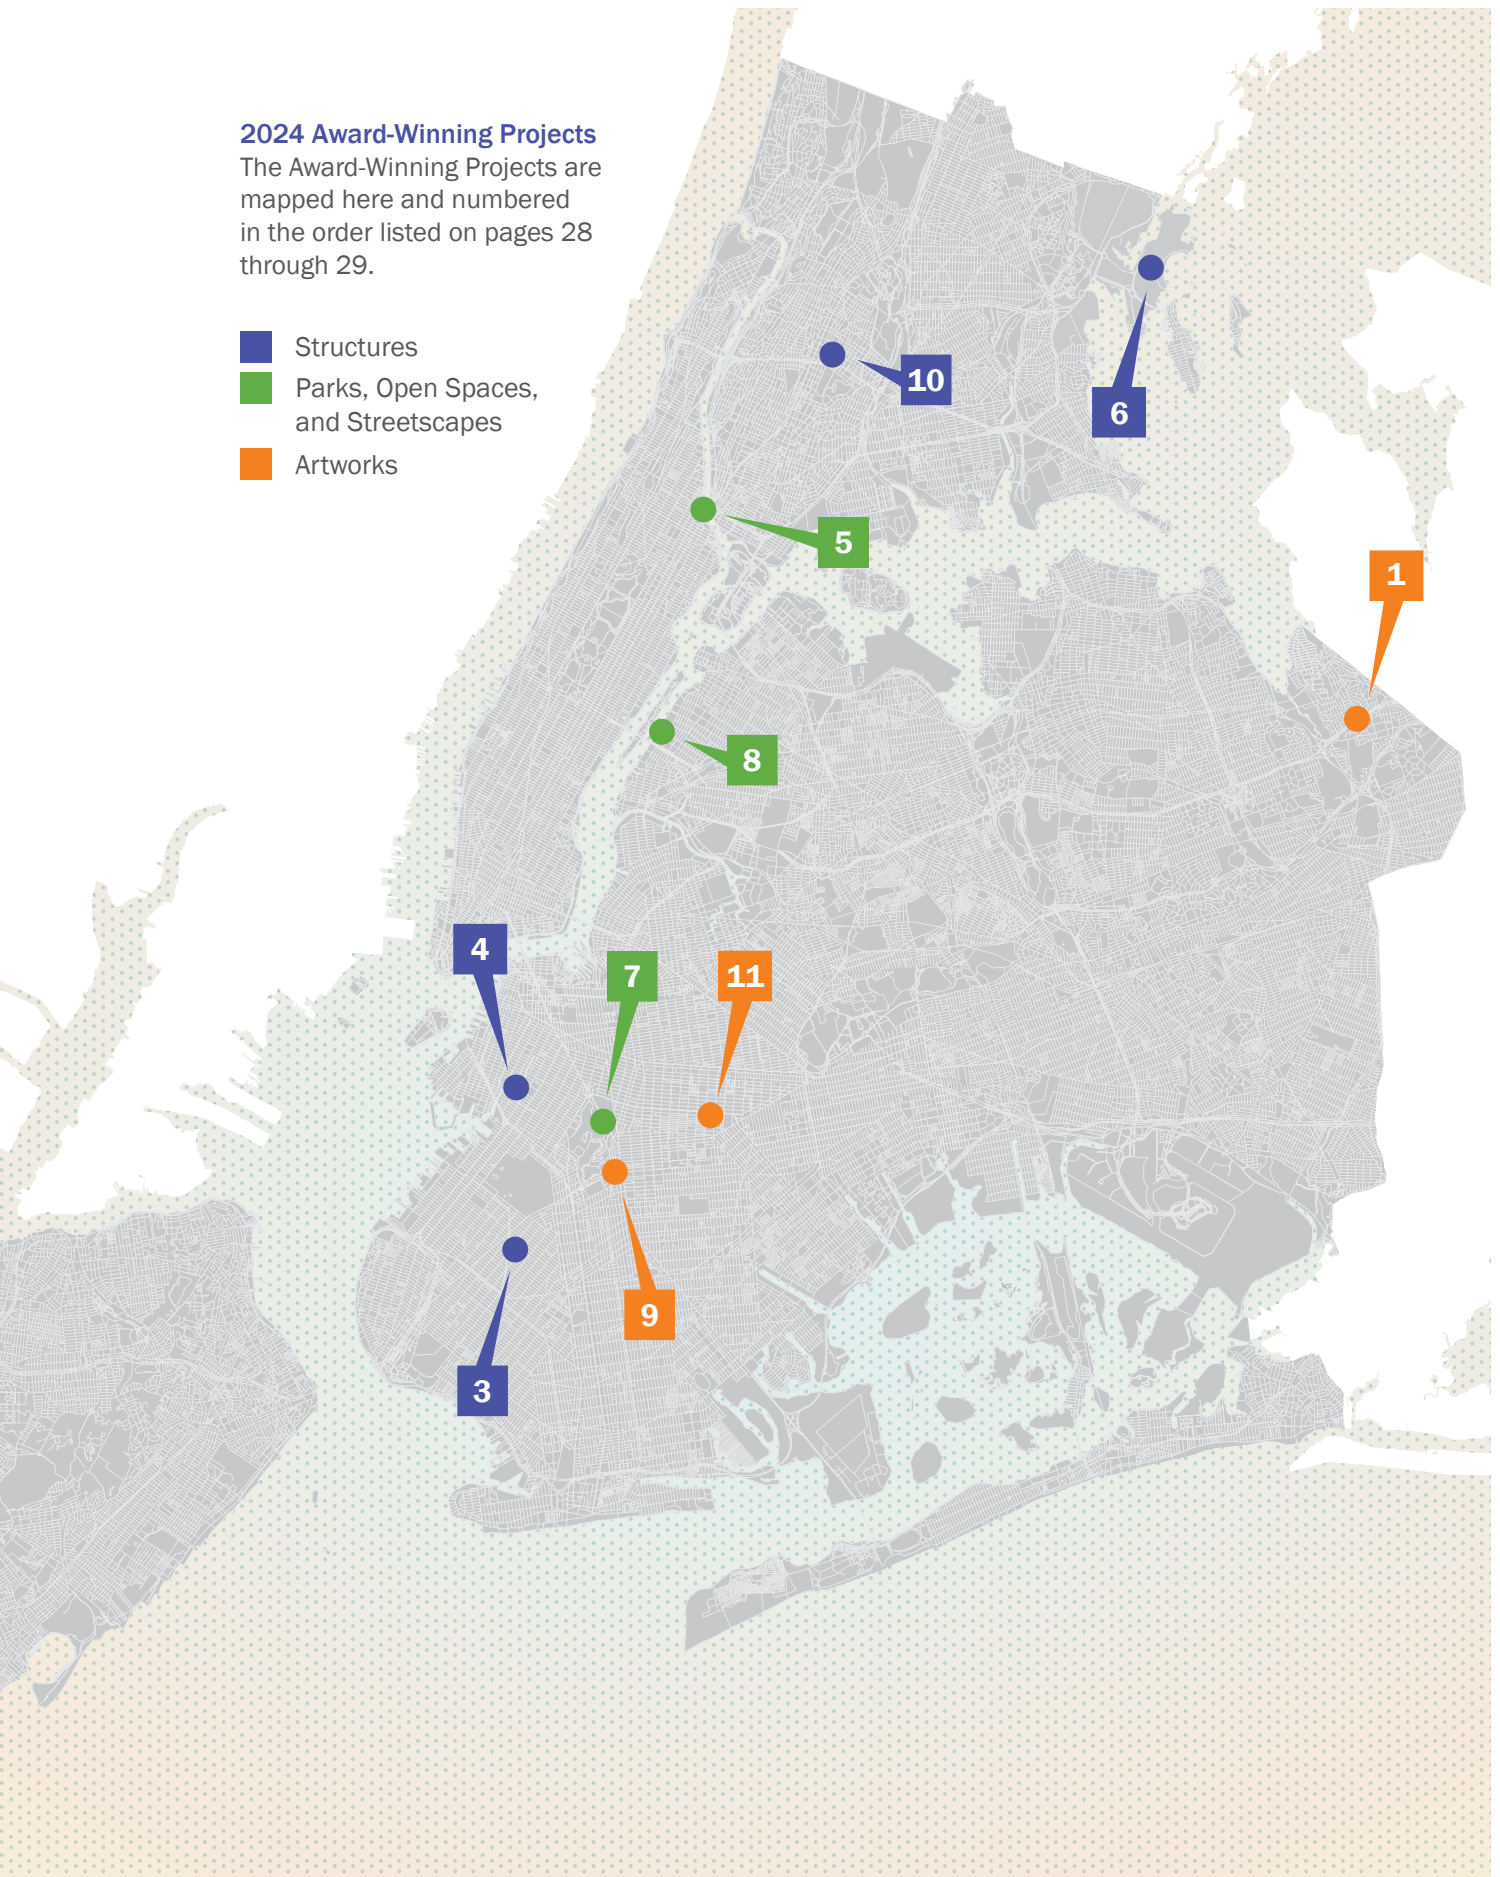 2024 Award-Winning Projects
The Award-Winning Projects are
mapped here and numbered
in the order listed on pages 28
through 29.
Structures
Parks, Open Spaces,
and Streetscapes
Artworks
10
6
5
1
8
4
7
11
9
3